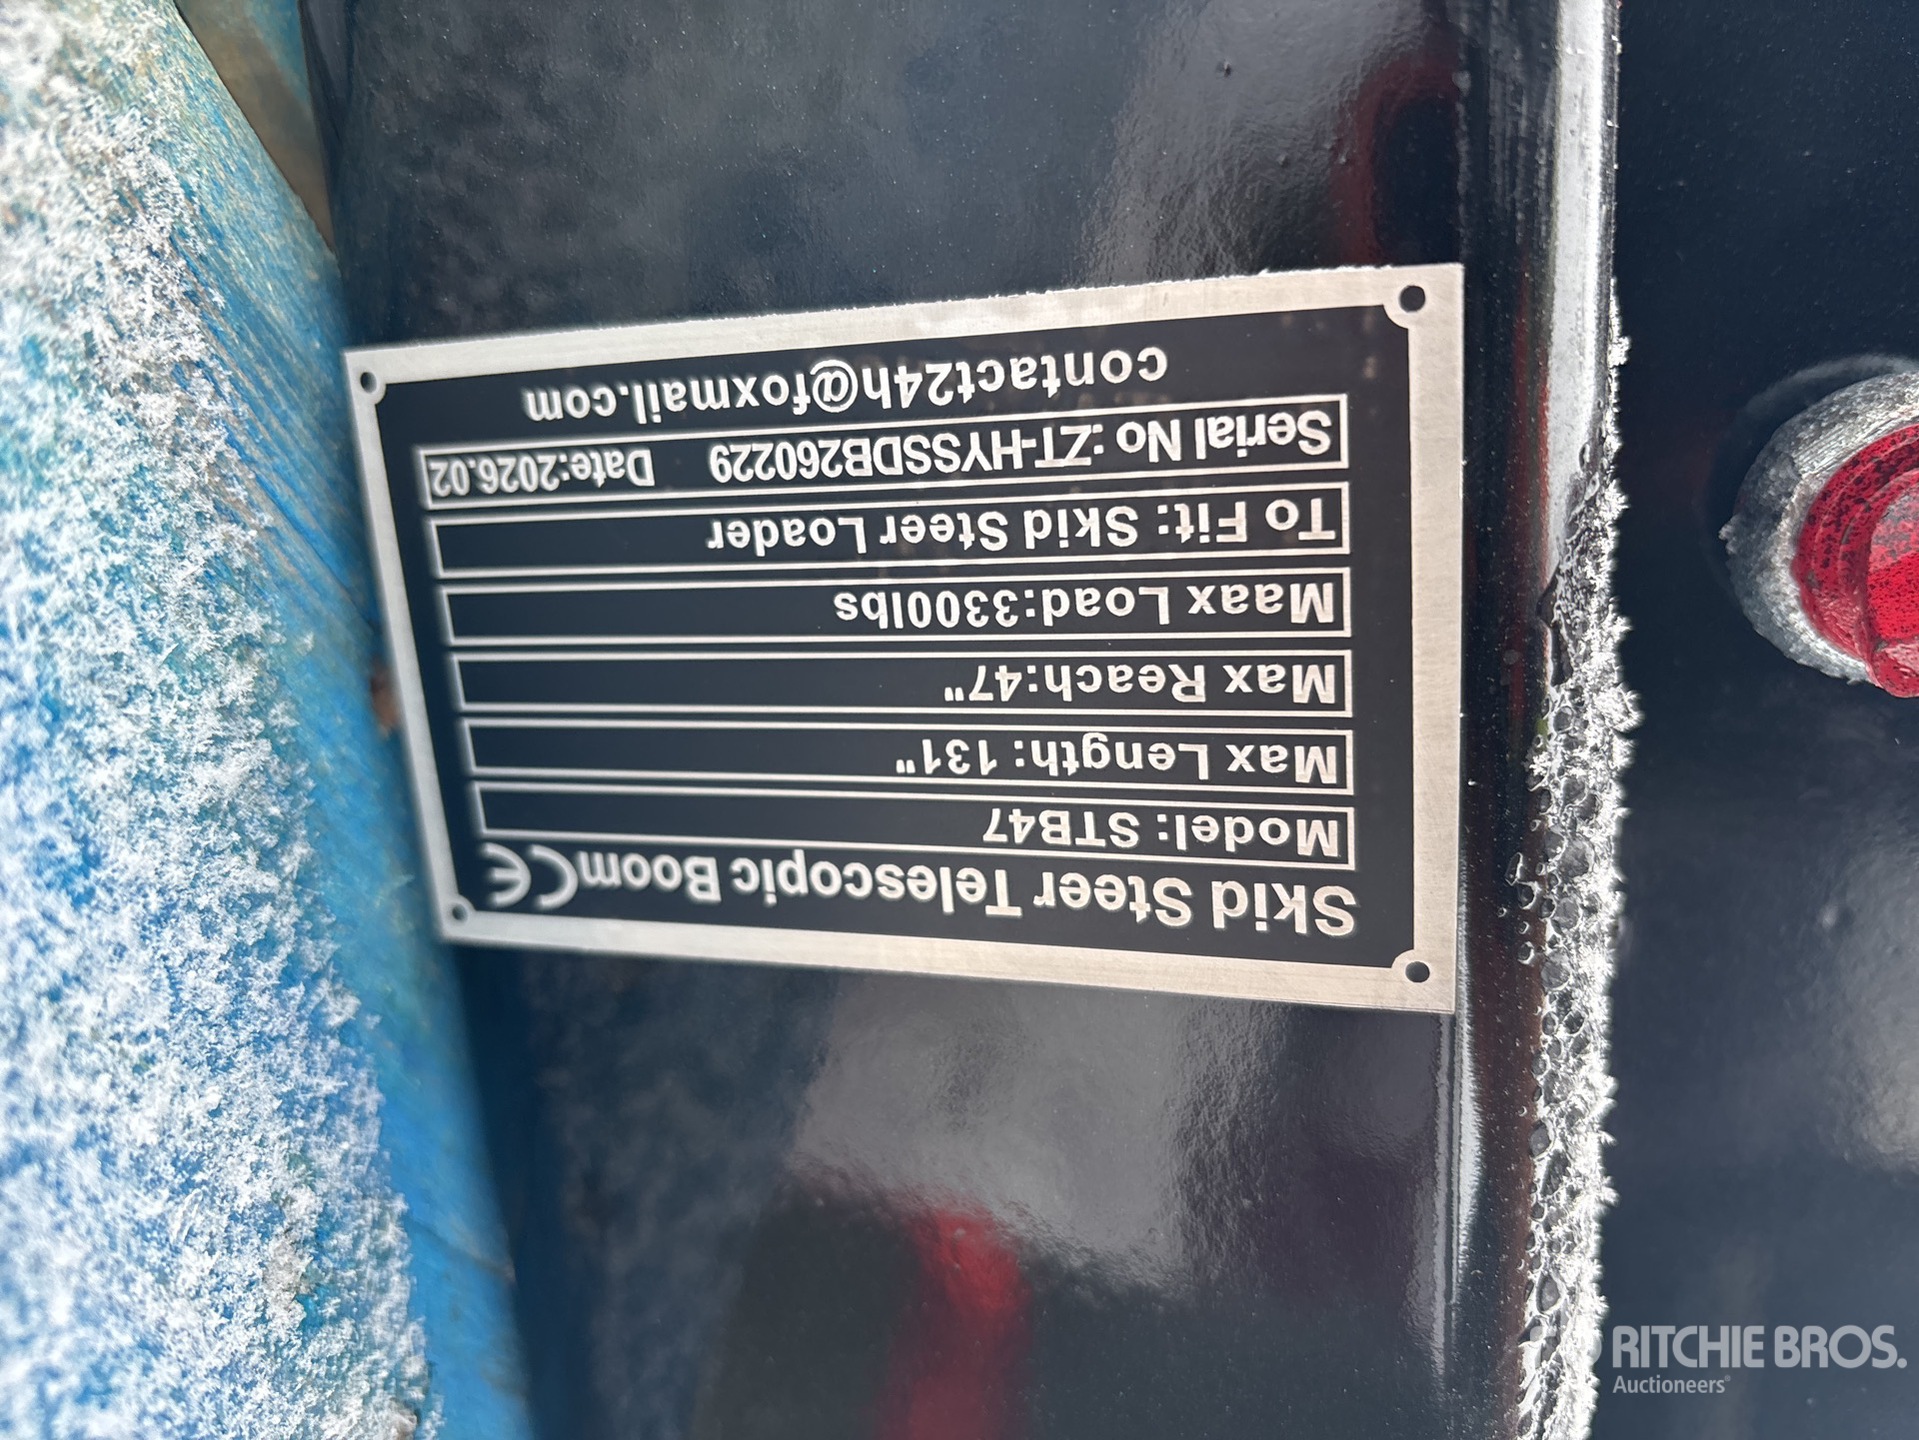 Skid Steer Telescopic Boom CE
Model: STB47
Max Length: 131"
Max Reach:47"
Maax Load:3300lbs
To Fit: Skid Steer Loader
Serial No:ZT-HYSSDB260229 Date:2026.02
contact24h@foxmail.com
RITCHIE BROS.
Auctioneers®